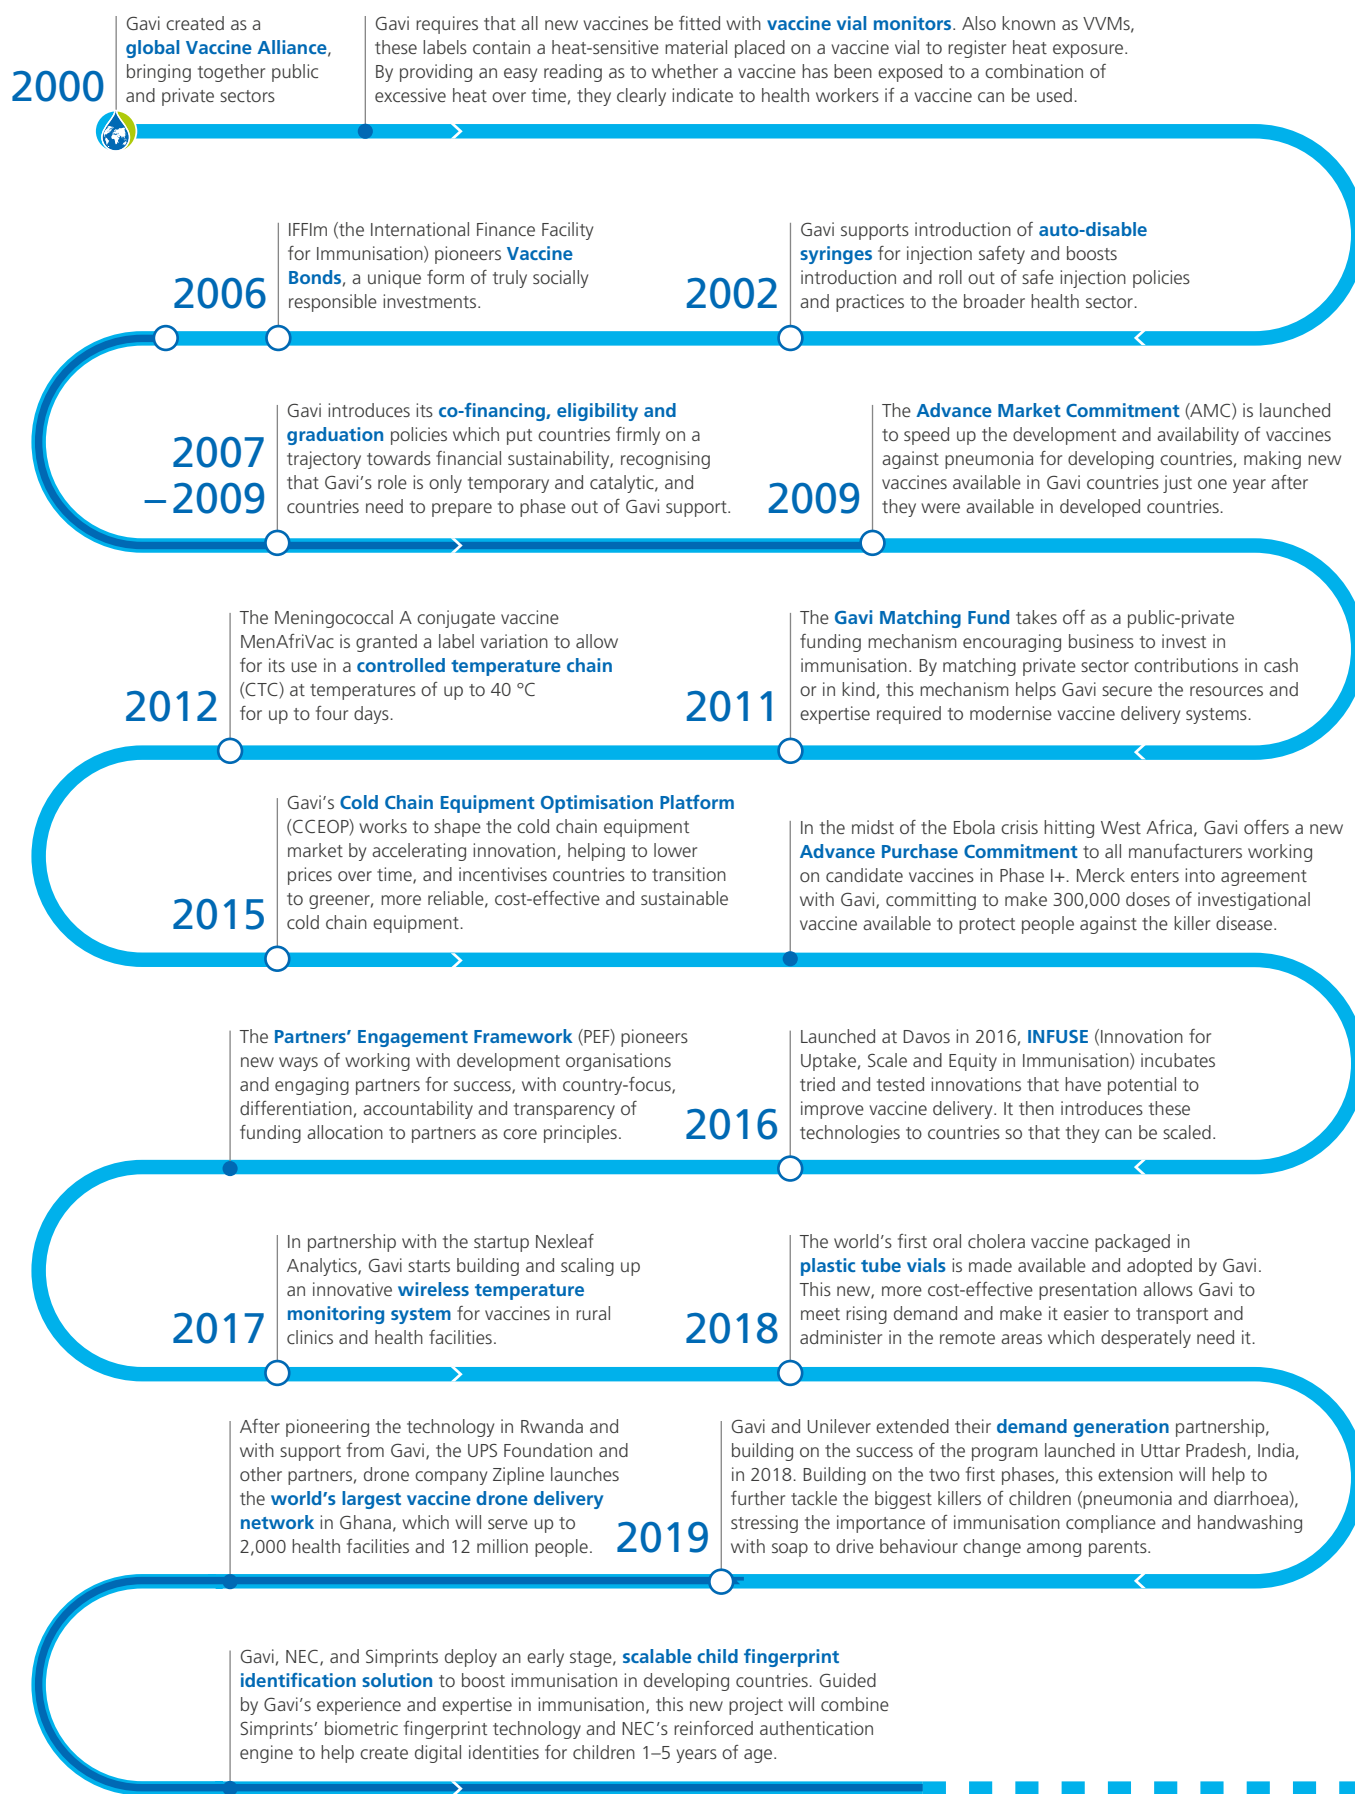 2000
Gavi created as a
global Vaccine Alliance,
bringing together public
and private sectors
Gavi requires that all new vaccines be fitted with vaccine vial monitors. Also known as VVMs,
these labels contain a heat-sensitive material placed on a vaccine vial to register heat exposure.
By providing an easy reading as to whether a vaccine has been exposed to a combination of
excessive heat over time, they clearly indicate to health workers if a vaccine can be used.
2006
IFFIm (the International Finance Facility
for Immunisation) pioneers Vaccine
Bonds, a unique form of truly socially
responsible investments.
2002
Gavi supports introduction of auto-disable
syringes for injection safety and boosts
introduction and roll out of safe injection policies
and practices to the broader health sector.
2007
–2009
Gavi introduces its co-financing, eligibility and
graduation policies which put countries firmly on a
trajectory towards financial sustainability, recognising
that Gavi's role is only temporary and catalytic, and
countries need to prepare to phase out of Gavi support.
2009
The Advance Market Commitment (AMC) is launched
to speed up the development and availability of vaccines
against pneumonia for developing countries, making new
vaccines available in Gavi countries just one year after
they were available in developed countries.
2012
The Meningococcal A conjugate vaccine
MenAfriVac is granted a label variation to allow
for its use in a controlled temperature chain
(CTC) at temperatures of up to 40 °C
for up to four days.
2011
The Gavi Matching Fund takes off as a public-private
funding mechanism encouraging business to invest in
immunisation. By matching private sector contributions in cash
or in kind, this mechanism helps Gavi secure the resources and
expertise required to modernise vaccine delivery systems.
2015
Gavi's Cold Chain Equipment Optimisation Platform
(CCEOP) works to shape the cold chain equipment
market by accelerating innovation, helping to lower
prices over time, and incentivises countries to transition
to greener, more reliable, cost-effective and sustainable
cold chain equipment.
In the midst of the Ebola crisis hitting West Africa, Gavi offers a new
Advance Purchase Commitment to all manufacturers working
on candidate vaccines in Phase I+. Merck enters into agreement
with Gavi, committing to make 300,000 doses of investigational
vaccine available to protect people against the killer disease.
The Partners' Engagement Framework (PEF) pioneers
new ways of working with development organisations
and engaging partners for success, with country-focus,
differentiation, accountability and transparency of
funding allocation to partners as core principles.
2016
Launched at Davos in 2016, INFUSE (Innovation for
Uptake, Scale and Equity in Immunisation) incubates
tried and tested innovations that have potential to
improve vaccine delivery. It then introduces these
technologies to countries so that they can be scaled.
2017
In partnership with the startup Nexleaf
Analytics, Gavi starts building and scaling up
an innovative wireless temperature
monitoring system for vaccines in rural
clinics and health facilities.
2018
The world's first oral cholera vaccine packaged in
plastic tube vials is made available and adopted by Gavi.
This new, more cost-effective presentation allows Gavi to
meet rising demand and make it easier to transport and
administer in the remote areas which desperately need it.
After pioneering the technology in Rwanda and
with support from Gavi, the UPS Foundation and
other partners, drone company Zipline launches
the world's largest vaccine drone delivery
network in Ghana, which will serve up to
2,000 health facilities and 12 million people.
2019
Gavi and Unilever extended their demand generation partnership,
building on the success of the program launched in Uttar Pradesh, India,
in 2018. Building on the two first phases, this extension will help to
further tackle the biggest killers of children (pneumonia and diarrhoea),
stressing the importance of immunisation compliance and handwashing
with soap to drive behaviour change among parents.
Gavi, NEC, and Simprints deploy an early stage, scalable child fingerprint
identification solution to boost immunisation in developing countries. Guided
by Gavi's experience and expertise in immunisation, this new project will combine
Simprints' biometric fingerprint technology and NEC's reinforced authentication
engine to help create digital identities for children 1–5 years of age.